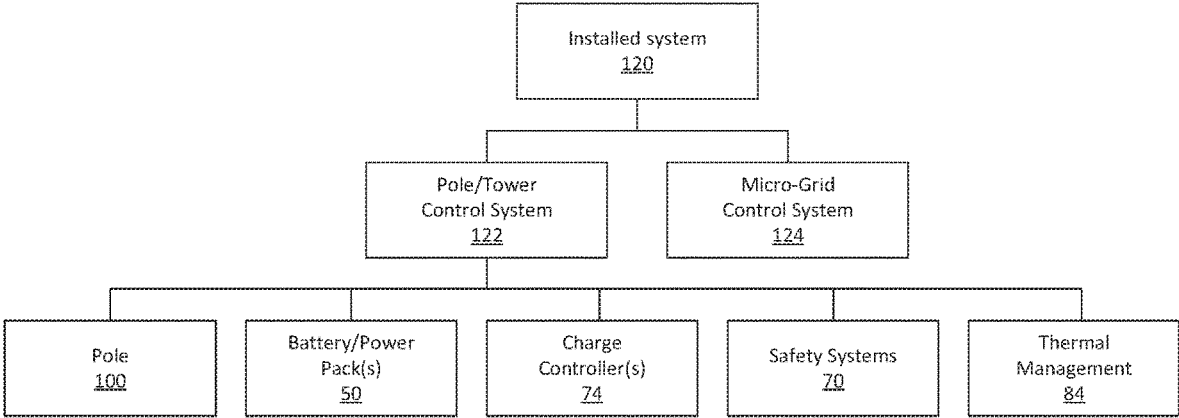 Installed system
120
Pole/Tower
Control System
122
Micro-Grid
Control System
124
Pole
100
Battery/Power
Pack(s)
50
Charge
Controller(s)
74
Safety Systems
70
Thermal
Management
84